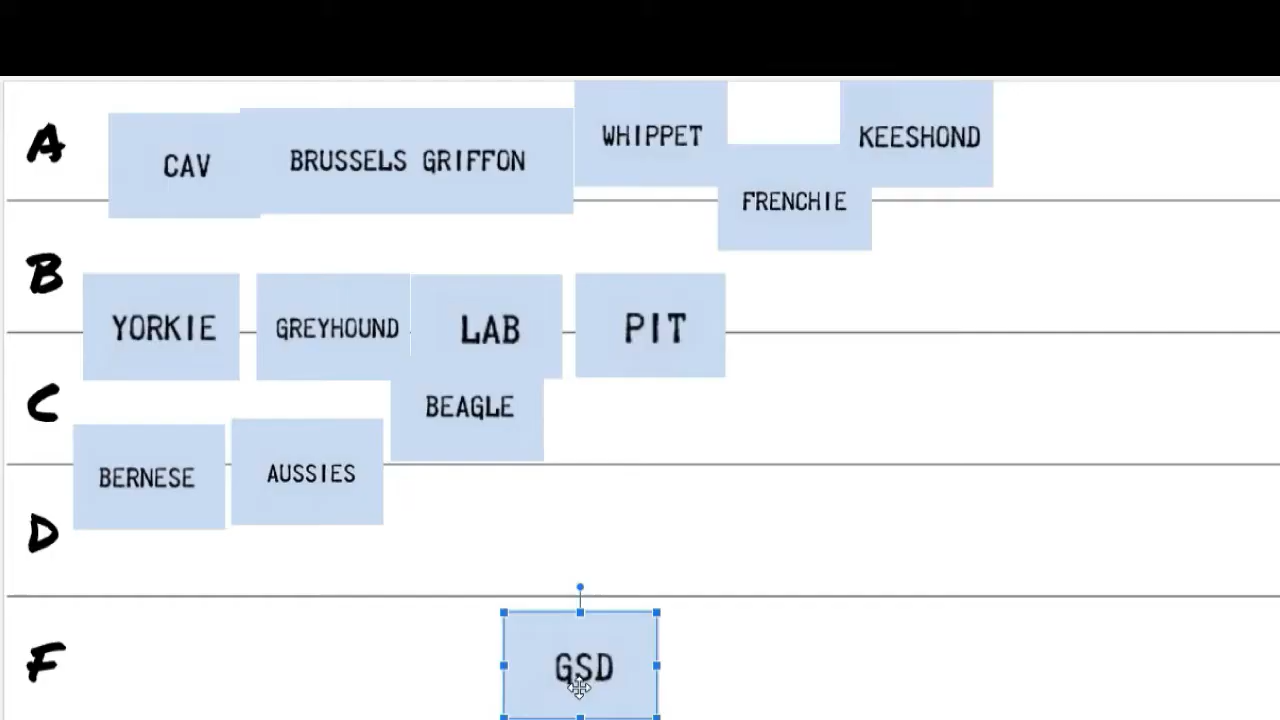 A
CAV
BRUSSELS GRIFFON
WHIPPET
KEESHOND
FRENCHIE
B
YORKIE
GREYHOUND
LAB
PIT
C
BEAGLE
BERNESE
AUSSIES
D
F
GSD